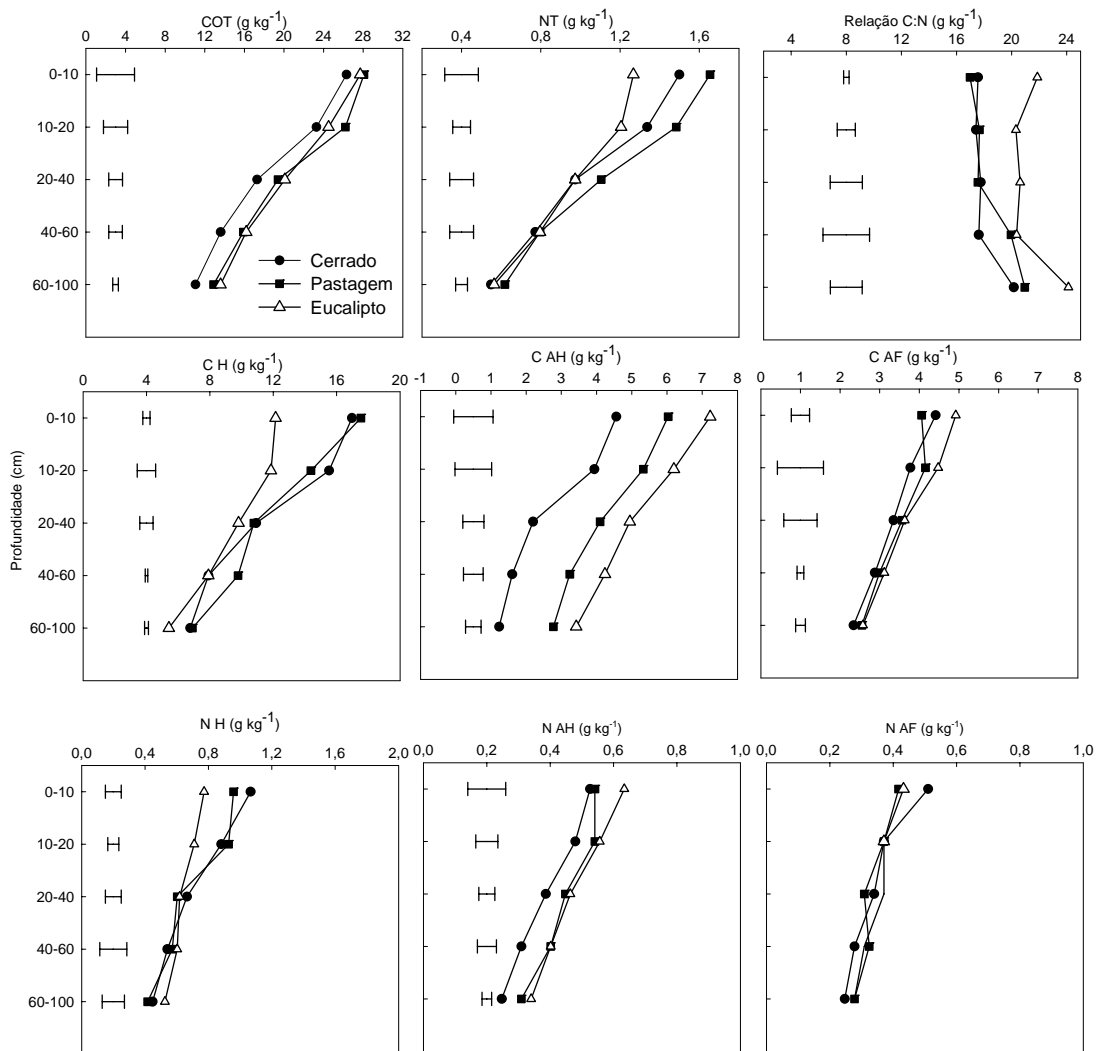 COT (g kg-1)
0 4 8 12 16 20 24 28 32
NT (g kg-1)
0,4 0,8 1,2 1,6
Relação C:N (g kg-1)
4 8 12 16 20 24
0-10
10-20
20-40
40-60
60-100
Cerrado
Pastagem
Eucalipto
C H (g kg-1)
0 4 8 12 16 20
C AH (g kg-1)
-1 0 1 2 3 4 5 6 7 8
C AF (g kg-1)
0 1 2 3 4 5 6 7 8
Profundidade (cm)
0-10
10-20
20-40
40-60
60-100
N H (g kg-1)
0,0 0,4 0,8 1,2 1,6 2,0
N AH (g kg-1)
0,0 0,2 0,4 0,6 0,8 1,0
N AF (g kg-1)
0,0 0,2 0,4 0,6 0,8 1,0
0-10
10-20
20-40
40-60
60-100